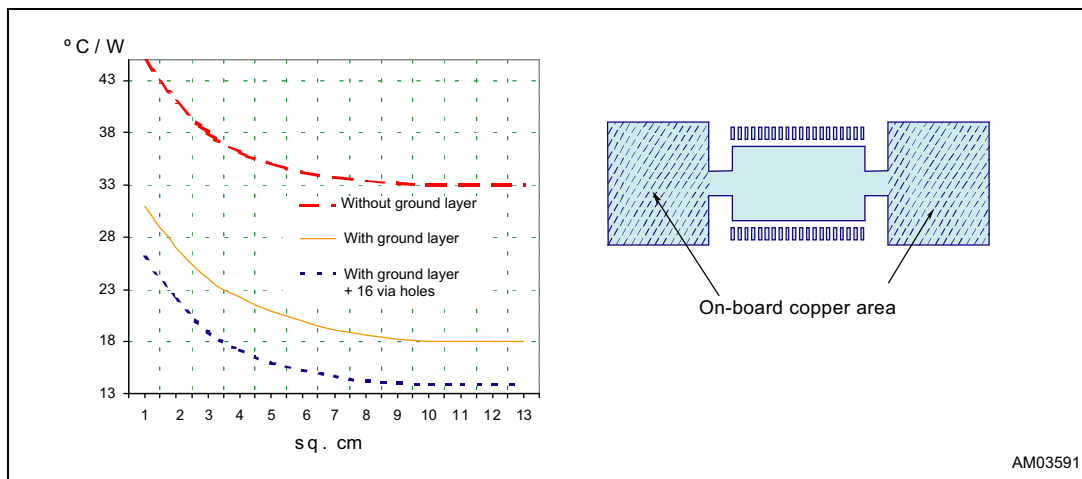 º C / W
43
38
33
28
23
18
13
Without ground layer
With ground layer
With ground layer
+ 16 via holes
1 2 3 4 5 6 7 8 9 10 11 12 13
sq. cm
On-board copper area
AM03591